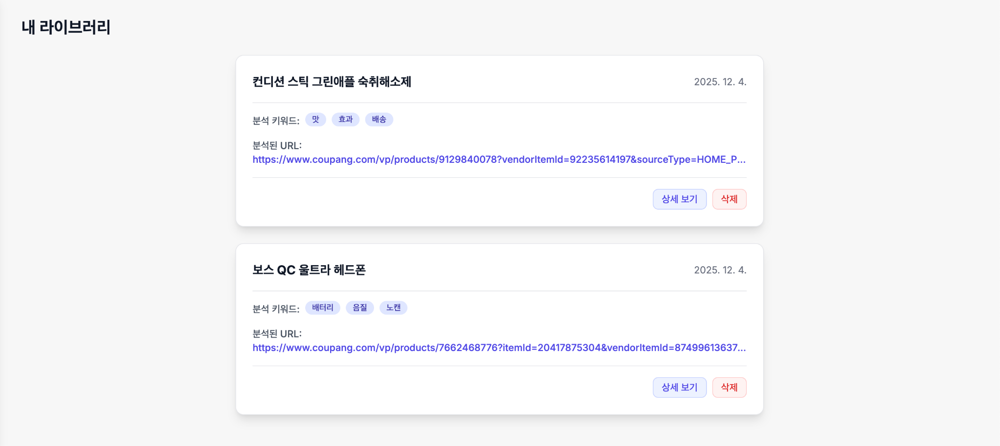 내 라이브러리
컨디션 스틱 그린애플 숙취해소제 2025. 12. 4.
분석 키워드: 맛 효과 배송
분석된 URL:
https://www.coupang.com/vp/products/9129840078?vendorItemId=92235614197&sourceType=HOME_P...
상세 보기 삭제
보스 QC 울트라 헤드폰 2025. 12. 4.
분석 키워드: 배터리 음질 노캔
분석된 URL:
https://www.coupang.com/vp/products/7662468776?itemId=20417875304&vendorItemId=87499613637...
상세 보기 삭제